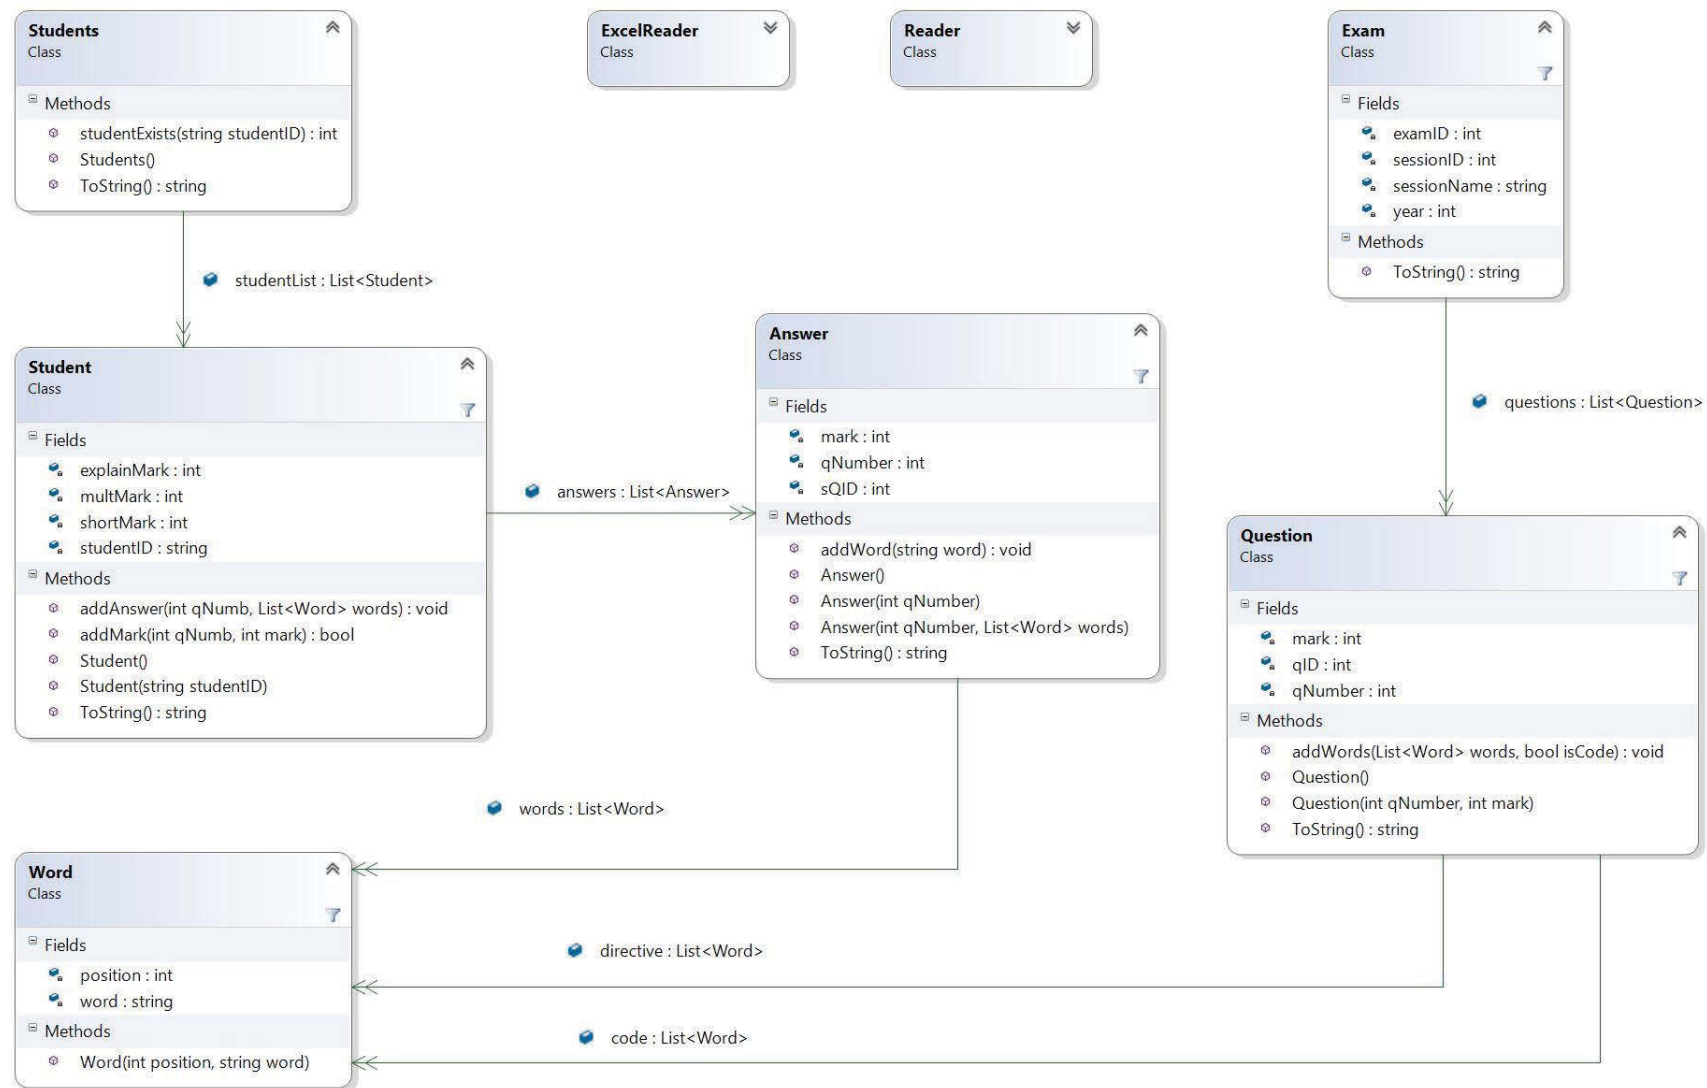 Students
Class
Methods
studentExists(string studentID) : int
Students()
ToString() : string
ExcelReader
Class
Reader
Class
Exam
Class
Fields
examID : int
sessionID : int
sessionName : string
year : int
Methods
ToString() : string
studentList : List<Student>
Student
Class
Fields
explainMark : int
multMark : int
shortMark : int
studentID : string
Methods
addAnswer(int qNumb, List<Word> words) : void
addMark(int qNumb, int mark) : bool
Student()
Student(string studentID)
ToString() : string
answers : List<Answer>
Answer
Class
Fields
mark : int
qNumber : int
sQID : int
Methods
addWord(string word) : void
Answer()
Answer(int qNumber)
Answer(int qNumber, List<Word> words)
ToString() : string
questions : List<Question>
Question
Class
Fields
mark : int
qID : int
qNumber : int
Methods
addWords(List<Word> words, bool isCode) : void
Question()
Question(int qNumber, int mark)
ToString() : string
words : List<Word>
Word
Class
Fields
position : int
word : string
Methods
Word(int position, string word)
directive : List<Word>
code : List<Word>